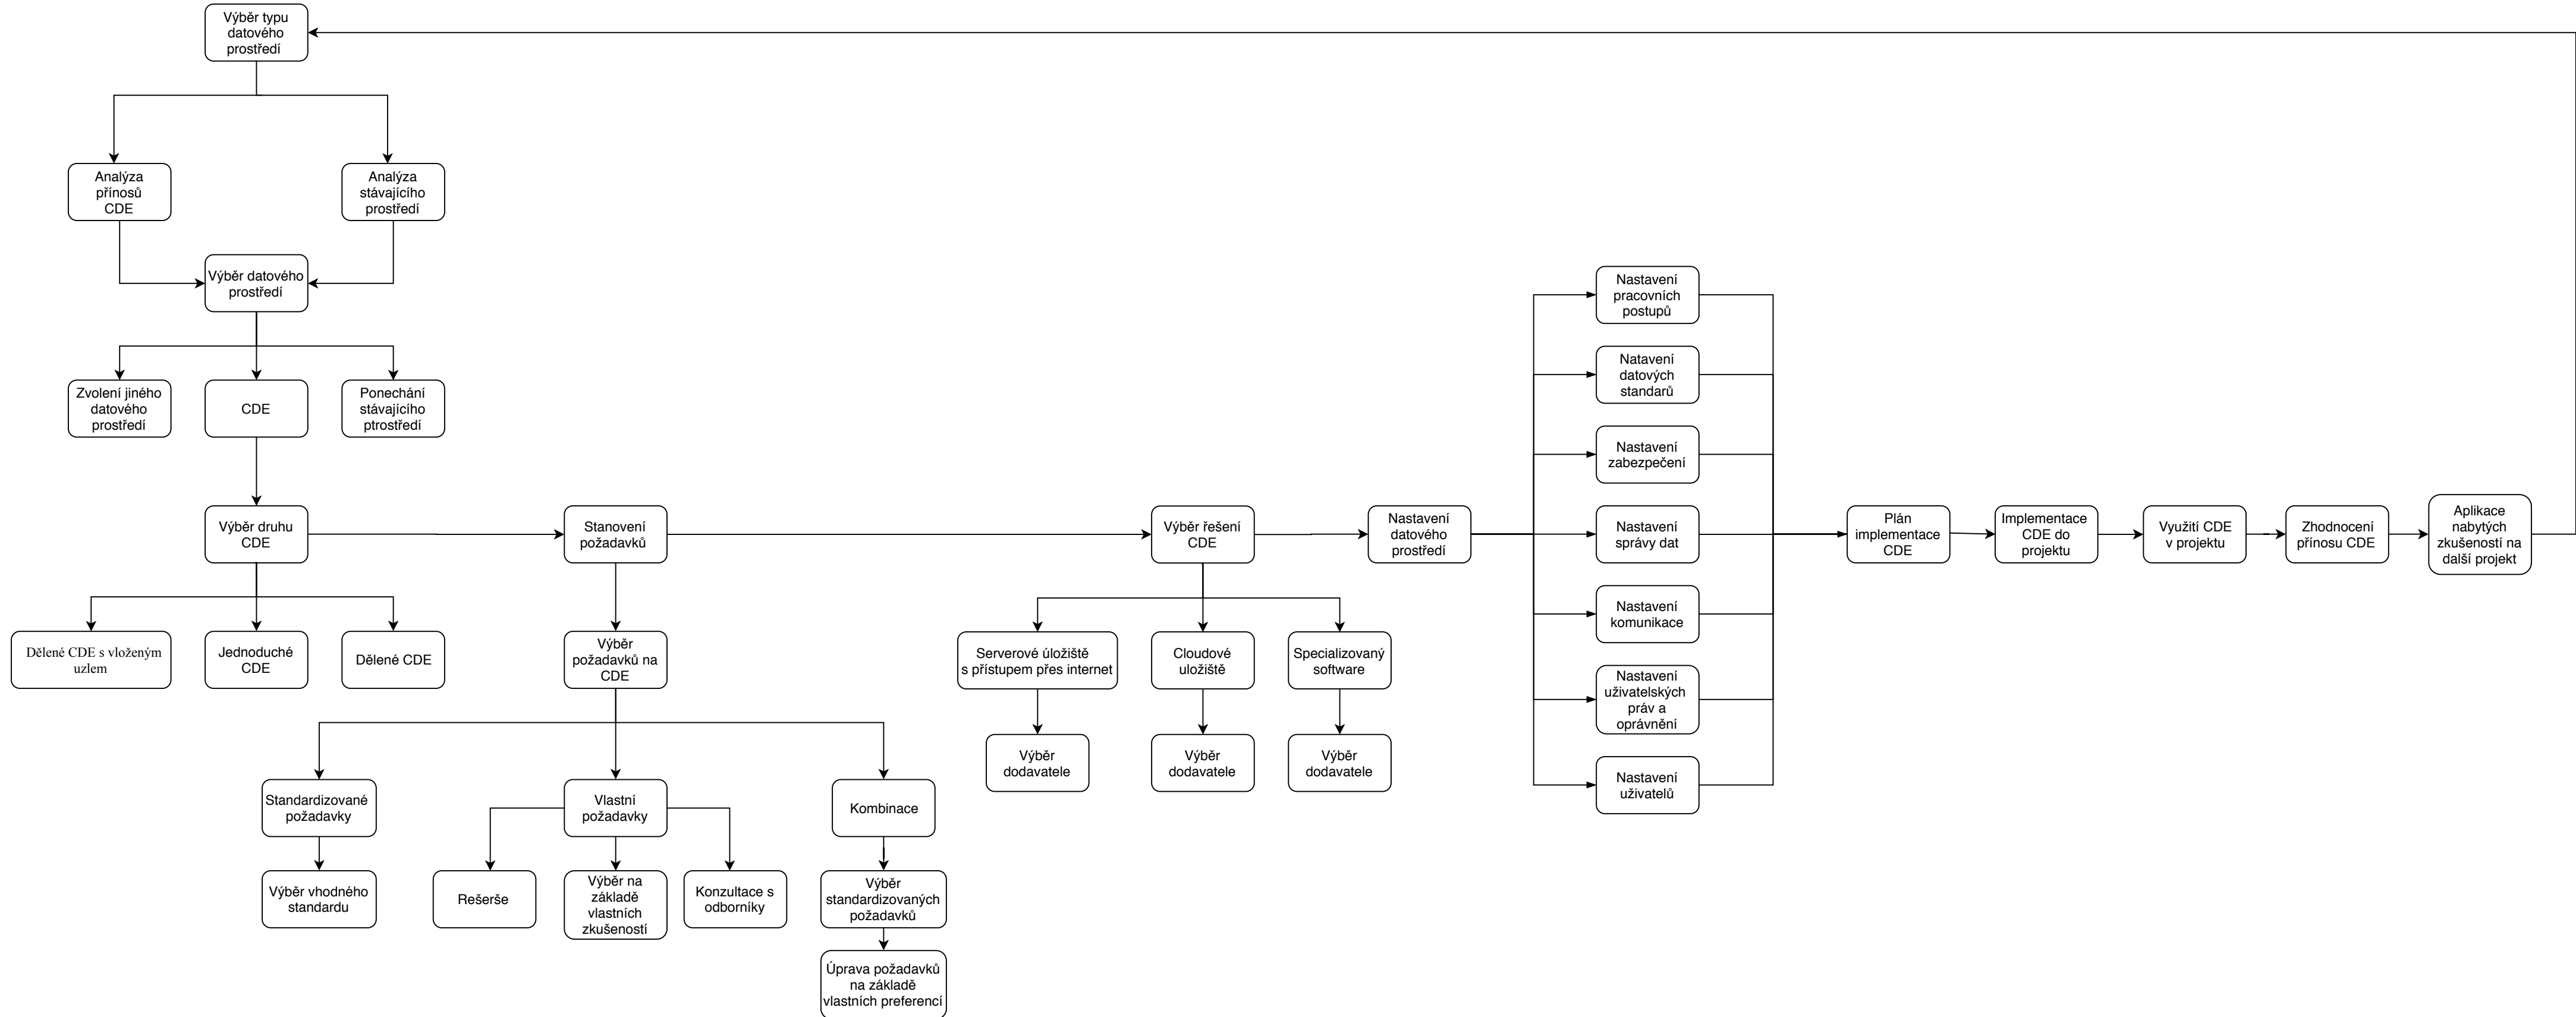 Výběr typu
datového
prostředí
Analýza
přínosů
CDE
Analýza
stávajícího
prostředí
Výběr datového
prostředí
Zvolení jiného
datového
prostředí
CDE
Ponechání
stávajícího
ptrostředí
Výběr druhu
CDE
Dělené CDE s vloženým
uzlem
Jednoduché
CDE
Dělené CDE
Stanovení
požadavků
Výběr
požadavků na
CDE
Standardizované
požadavky
Výběr vhodného
standardu
Vlastní
požadavky
Rešerše
Výběr na
základě
vlastních
zkušeností
Konzultace s
odborníky
Kombinace
Výběr
standardizovaných
požadavků
Úprava požadavků
na základě
vlastních preferencí
Výběr řešení
CDE
Serverové úložiště
s přístupem přes internet
Cloudové
uložiště
Specializovaný
software
Výběr
dodavatele
Výběr
dodavatele
Výběr
dodavatele
Nastavení
datového
prostředí
Nastavení
pracovních
postupů
Natavení
datových
standarů
Nastavení
zabezpečení
Nastavení
správy dat
Nastavení
komunikace
Nastavení
uživatelských
práv a
oprávnění
Nastavení
uživatelů
Plán
implementace
CDE
Implementace
CDE do
projektu
Využití CDE
v projektu
Zhodnocení
přínosu CDE
Aplikace
nabytých
zkušeností na
další projekt